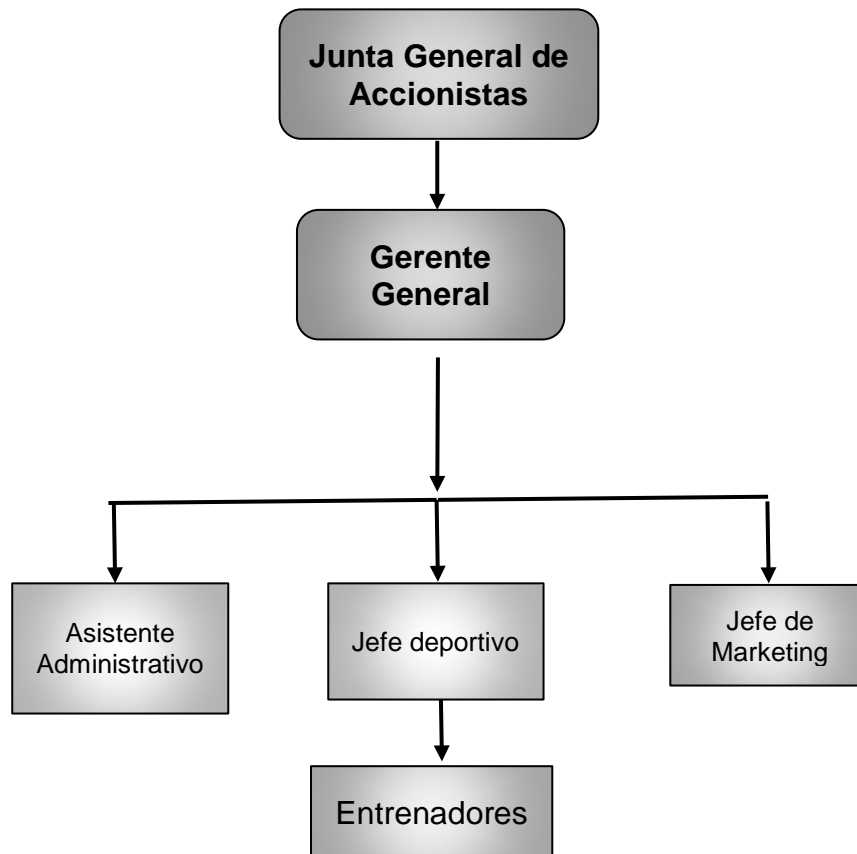 Junta General de
Accionistas
Gerente
General
Asistente
Administrativo
Jefe deportivo
Jefe de
Marketing
Entrenadores